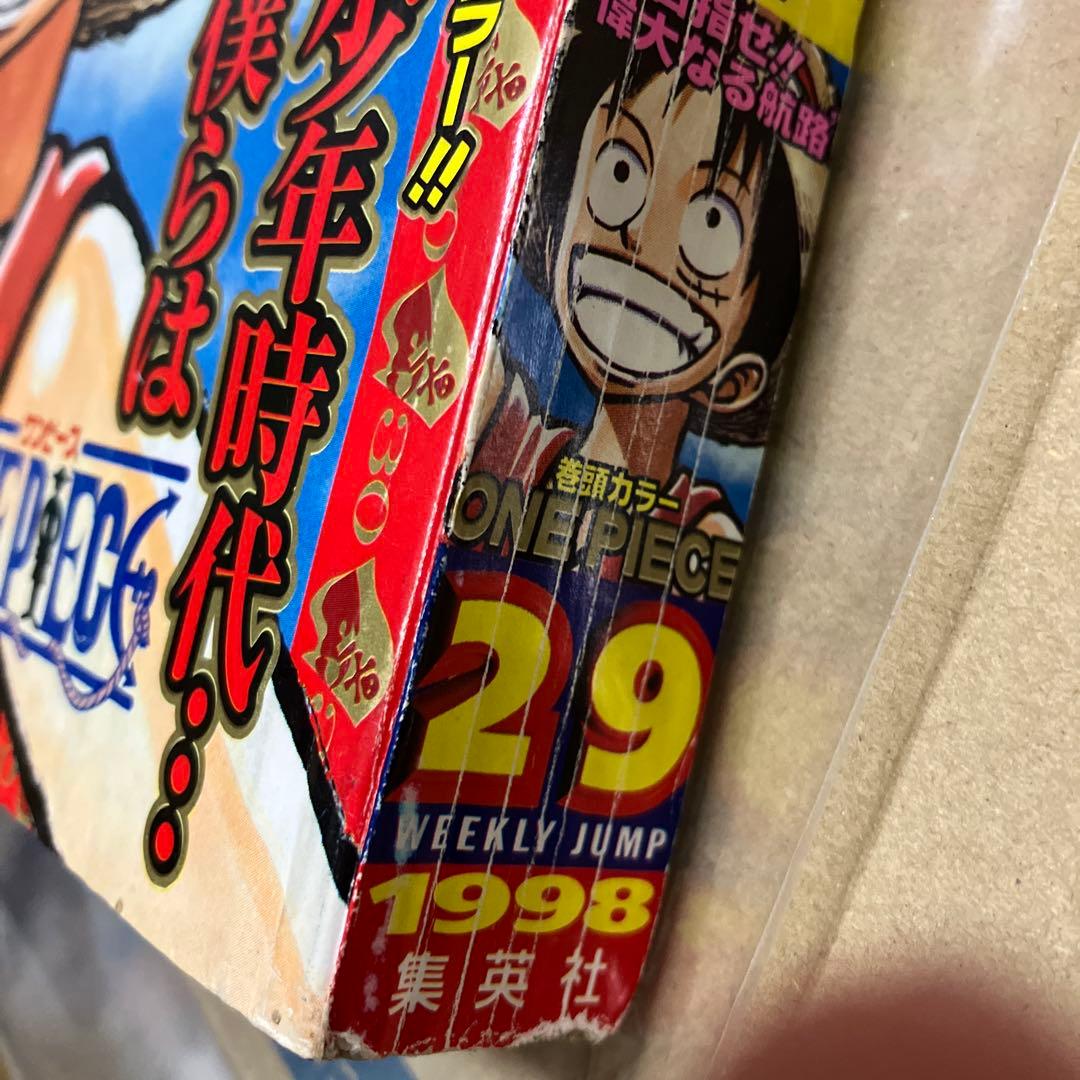 少年時代…
僕らは
ラー!!
30
ワンピース
PIECE
目指せ!!
偉大なる航路
巻頭カラー
ONE PIECE
29
WEEKLY JUMP
1998
集英社